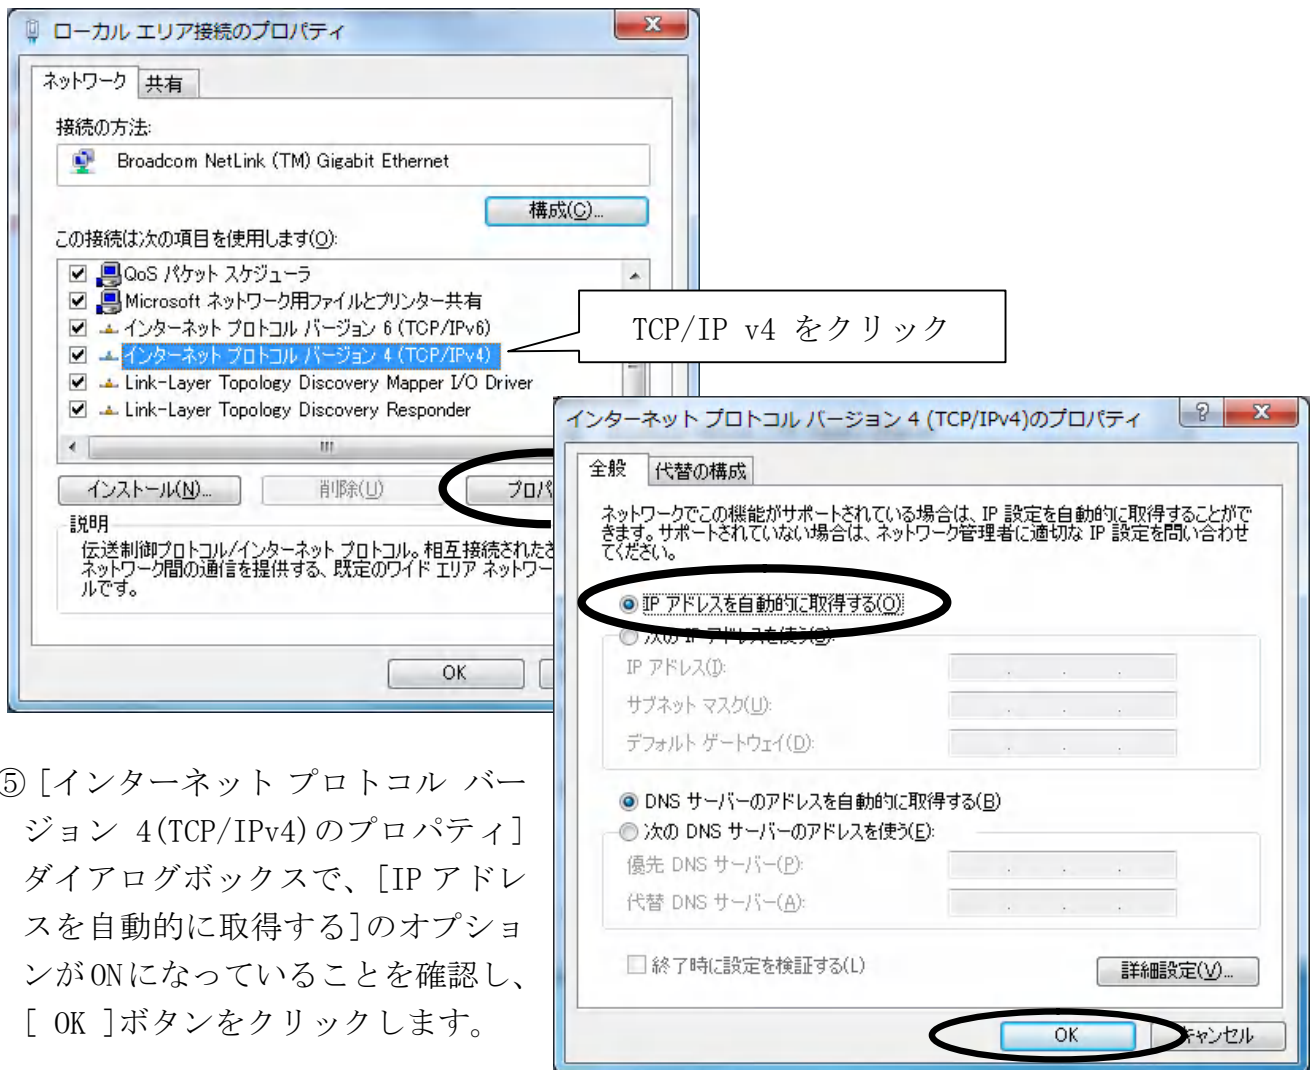 ローカル エリア接続のプロパティ
ネットワーク 共有
接続の方法:
Broadcom NetLink (TM) Gigabit Ethernet
構成(C)...
この接続は次の項目を使用します(O):
QoS パケット スケジューラ
Microsoft ネットワーク用ファイルとプリンター共有
インターネット プロトコル バージョン 6 (TCP/IPv6)
インターネット プロトコル バージョン 4 (TCP/IPv4)
Link-Layer Topology Discovery Mapper I/O Driver
Link-Layer Topology Discovery Responder
インストール(N)... 削除(U) プロパ
説明
伝送制御プロトコル/インターネット プロトコル。相互接続されたさ
ネットワーク間の通信を提供する、既定のワイド エリア ネットワー
ルです。
OK
TCP/IP v4 をクリック
インターネット プロトコル バージョン 4 (TCP/IPv4)のプロパティ
全般 代替の構成
ネットワークでこの機能がサポートされている場合は、IP 設定を自動的に取得することがで
きます。サポートされていない場合は、ネットワーク管理者に適切な IP 設定を問い合わせ
てください。
IP アドレスを自動的に取得する(O)
次の IP アドレスを使う(S):
IP アドレス(I):
サブネット マスク(U):
デフォルト ゲートウェイ(D):
DNS サーバーのアドレスを自動的に取得する(B)
次の DNS サーバーのアドレスを使う(E):
優先 DNS サーバー(P):
代替 DNS サーバー(A):
終了時に設定を検証する(L)
詳細設定(V)...
OK キャンセル
⑤[インターネット プロトコル バー
ジョン 4(TCP/IPv4)のプロパティ]
ダイアログボックスで、[IP アドレ
スを自動的に取得する]のオプショ
ンがONになっていることを確認し、
[ OK ]ボタンをクリックします。